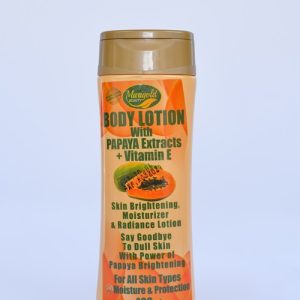 Marigold
BODY LOTION
With
PAPAYA Extracts
+ Vitamin E
Skin Brightening,
Moisturizer
& Radiance Lotion
Say Goodbye
To Dull Skin
With Power of
Papaya Brightening
For All Skin Types
Moisture & Protection